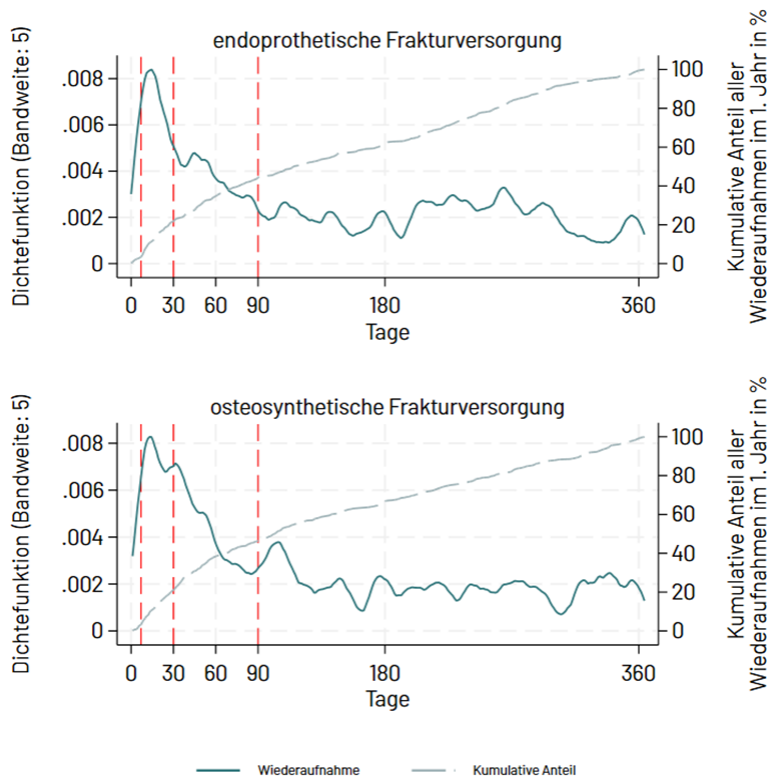 endoprothetische Frakturversorgung
Dichtefunktion (Bandweite: 5)
.008
.006
.004
.002
0
100
80
60
40
20
0
Kumulative Anteil aller
Wiederaufnahmen im 1. Jahr in %
0 30 60 90 180 360
Tage
osteosynthetische Frakturversorgung
Dichtefunktion (Bandweite: 5)
.008
.006
.004
.002
0
100
80
60
40
20
0
Kumulative Anteil aller
Wiederaufnahmen im 1. Jahr in %
0 30 60 90 180 360
Tage
Wiederaufnahme Kumulative Anteil